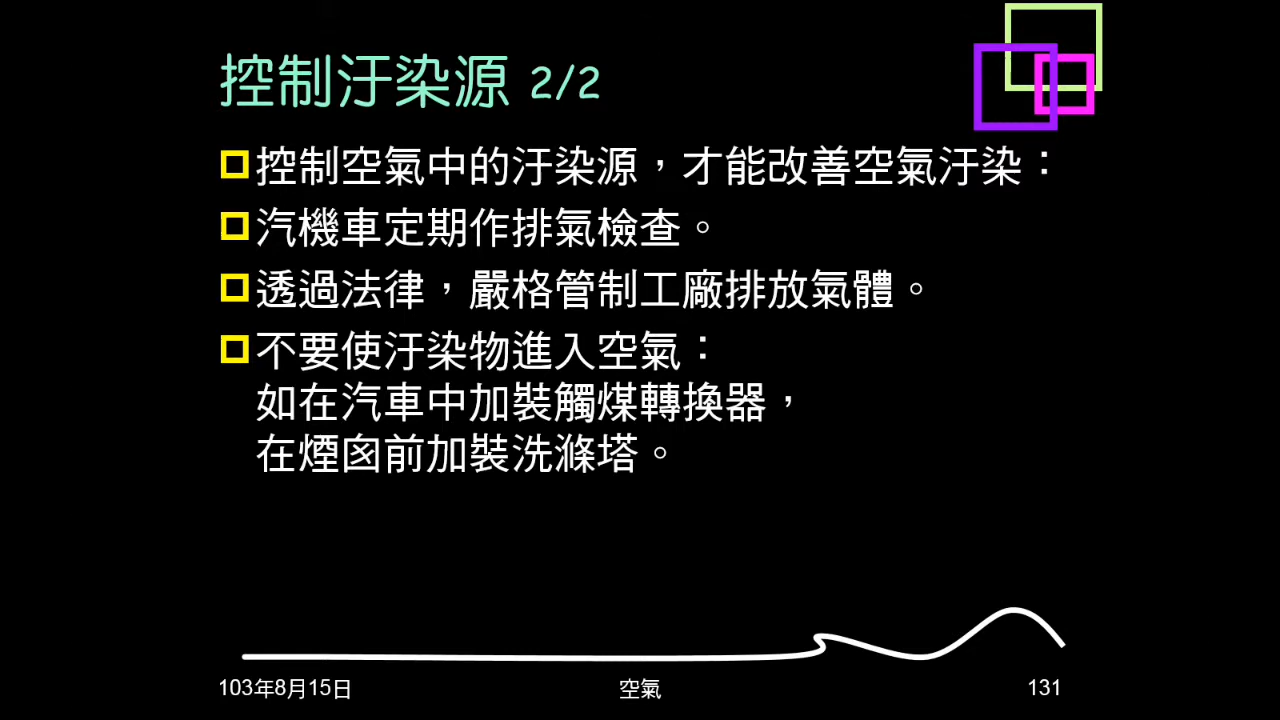 控制汙染源 2/2
控制空氣中的汙染源，才能改善空氣汙染：
汽機車定期作排氣檢查。
透過法律，嚴格管制工廠排放氣體。
不要使汙染物進入空氣：
如在汽車中加裝觸煤轉換器，
在煙囪前加裝洗滌塔。
103年8月15日
空氣
131